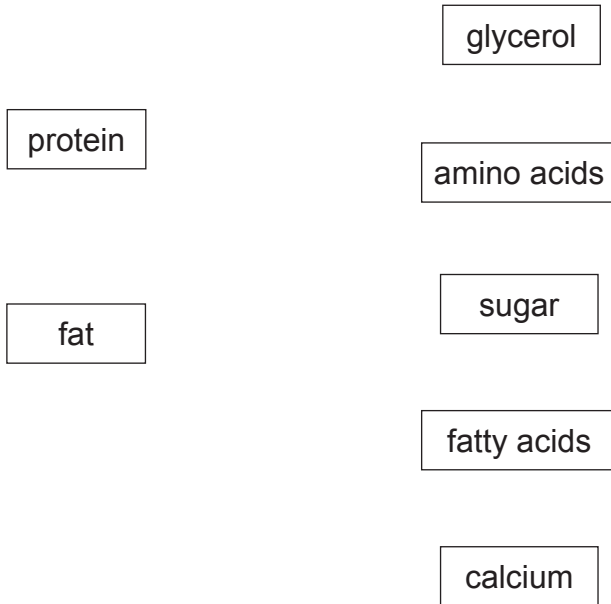 glycerol
protein
amino acids
sugar
fat
fatty acids
calcium